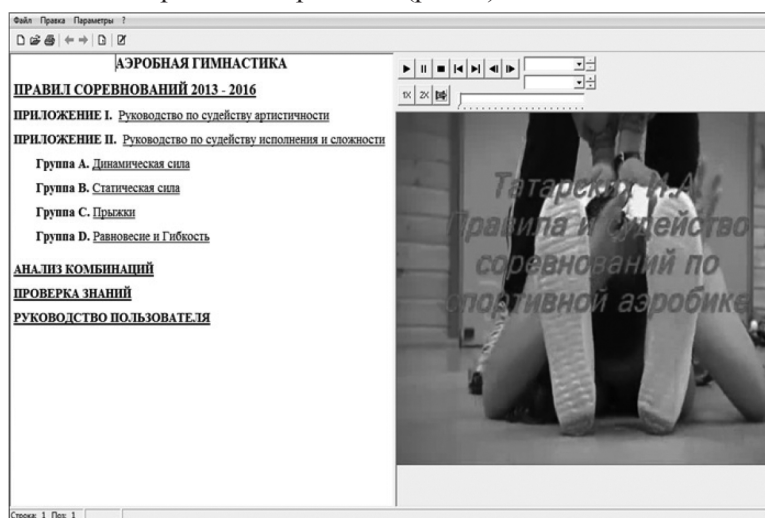 Файл Правка Параметры ?
АЭРОБНАЯ ГИМНАСТИКА
ПРАВИЛ СОРЕВНОВАНИЙ 2013 - 2016
ПРИЛОЖЕНИЕ I. Руководство по судейству артистичности
ПРИЛОЖЕНИЕ II. Руководство по судейству исполнения и сложности
Группа A. Динамическая сила
Группа B. Статическая сила
Группа C. Прыжки
Группа D. Равновесие и Гибкость
АНАЛИЗ КОМБИНАЦИЙ
ПРОВЕРКА ЗНАНИЙ
РУКОВОДСТВО ПОЛЬЗОВАТЕЛЯ
1X 2X
Татарских И.А.
Правила и судейство
соревнований по
спортивной аэробике
Строка: 1 Поз: 1